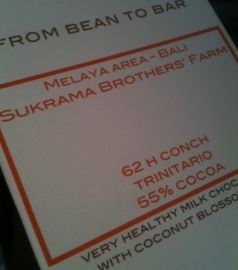 FROM BEAN TO BAR
MELAYA AREA - BALI
SUKRAMA BROTHERS' FARM
62 H CONCH
TRINITARIO
55% COCOA
VERY HEALTHY MILK CHOC
WITH COCONUT BLOSSO